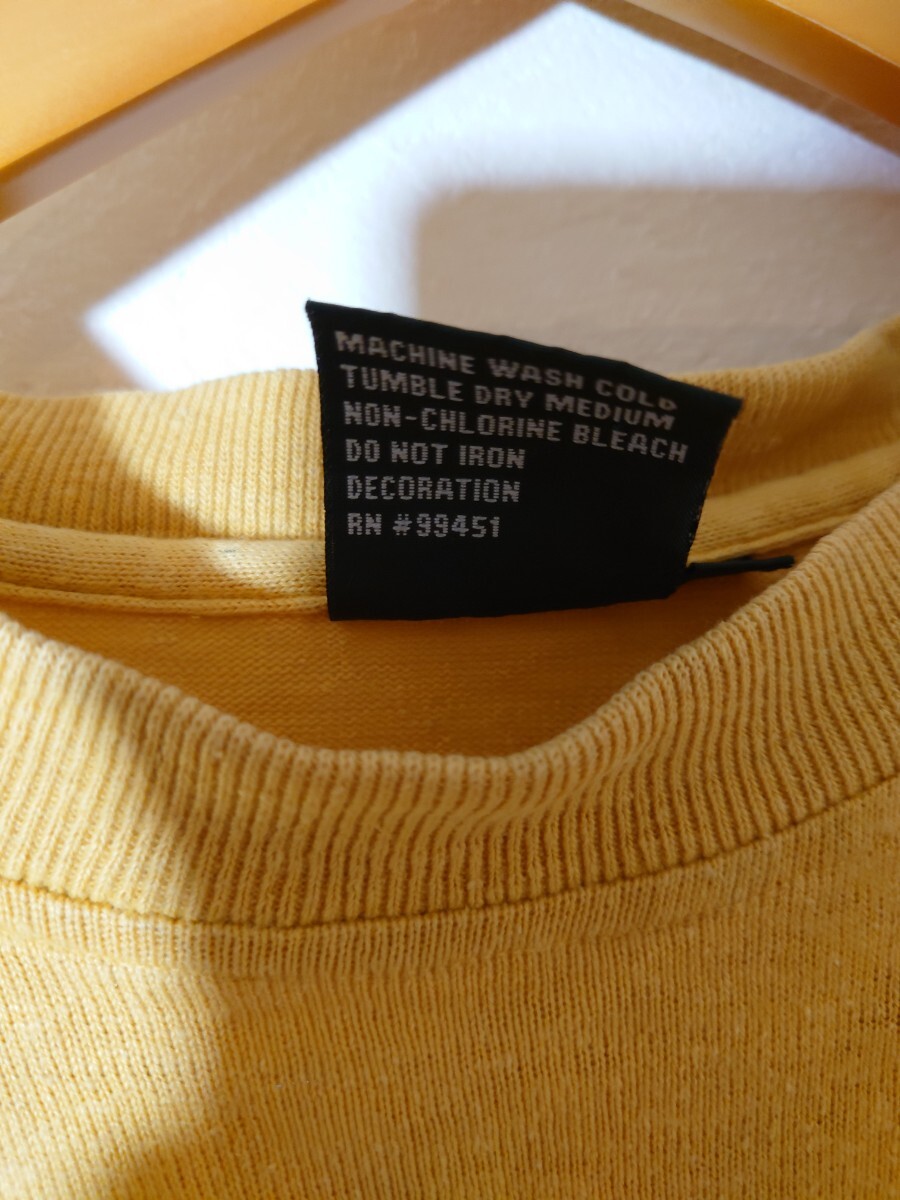 MACHINE WASH COLD
TUMBLE DRY MEDIUM
NON-CHLORINE BLEACH
DO NOT IRON
DECORATION
RN #99451